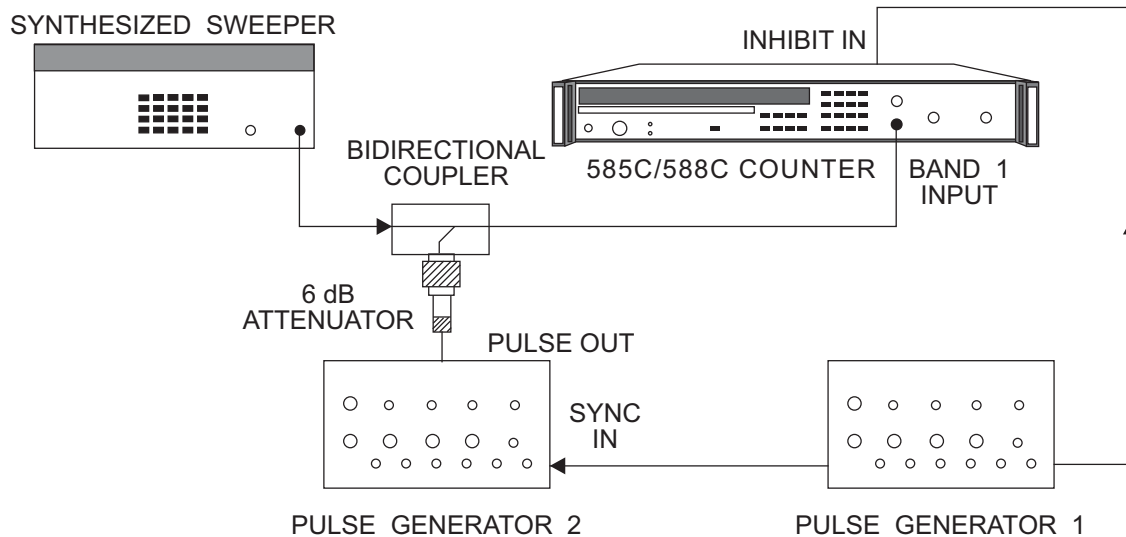 SYNTHESIZED SWEEPER
INHIBIT IN
BIDIRECTIONAL
COUPLER
585C/588C COUNTER
BAND 1
INPUT
6 dB
ATTENUATOR
PULSE OUT
SYNC
IN
PULSE GENERATOR 2
PULSE GENERATOR 1